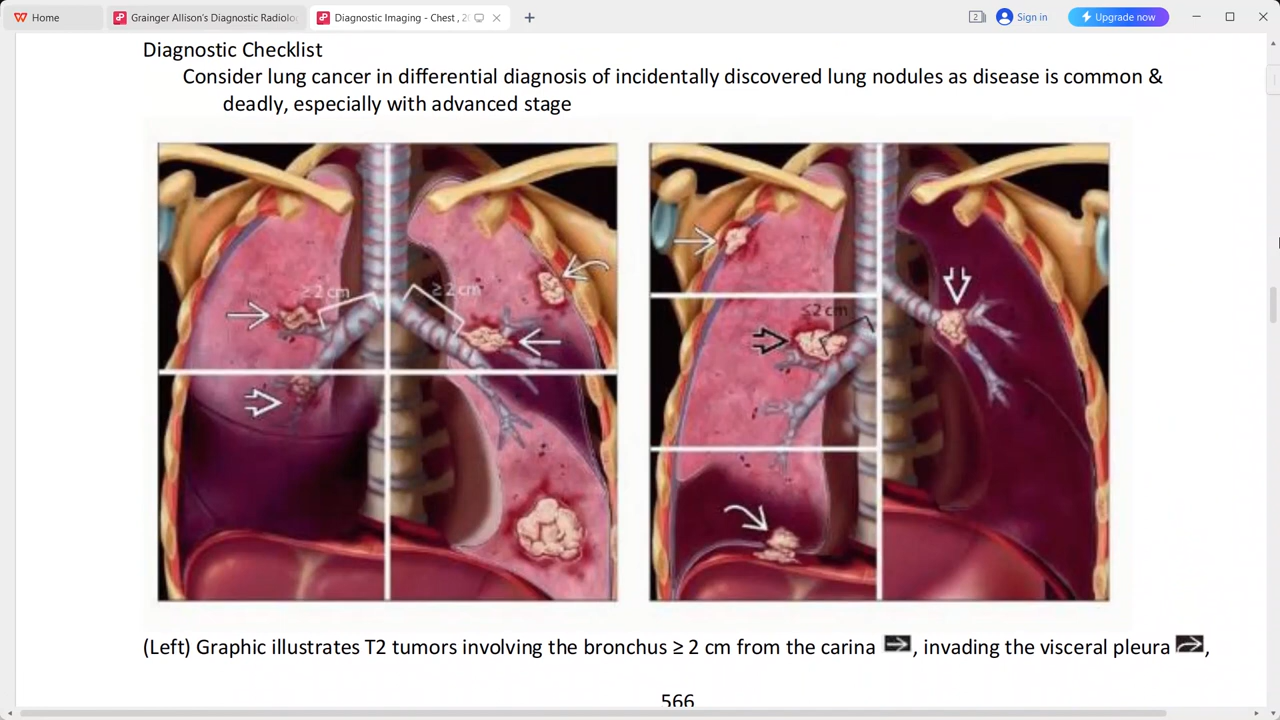 Home
Grainger Allison's Diagnostic Radiolo
Diagnostic Imaging - Chest , 2
2
Sign in
Upgrade now
Diagnostic Checklist
Consider lung cancer in differential diagnosis of incidentally discovered lung nodules as disease is common &
deadly, especially with advanced stage
≥ 2 cm
≥ 2 cm
≤2 cm
(Left) Graphic illustrates T2 tumors involving the bronchus ≥ 2 cm from the carina , invading the visceral pleura ,
566